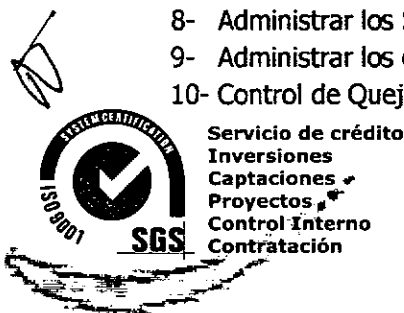 8- Administrar los
9- Administrar los
10- Control de Quej
SYSTEM CERTIFICATION
ISO 9001
SGS
Servicio de crédito
Inversiones
Captaciones
Proyectos
Control Interno
Contratación